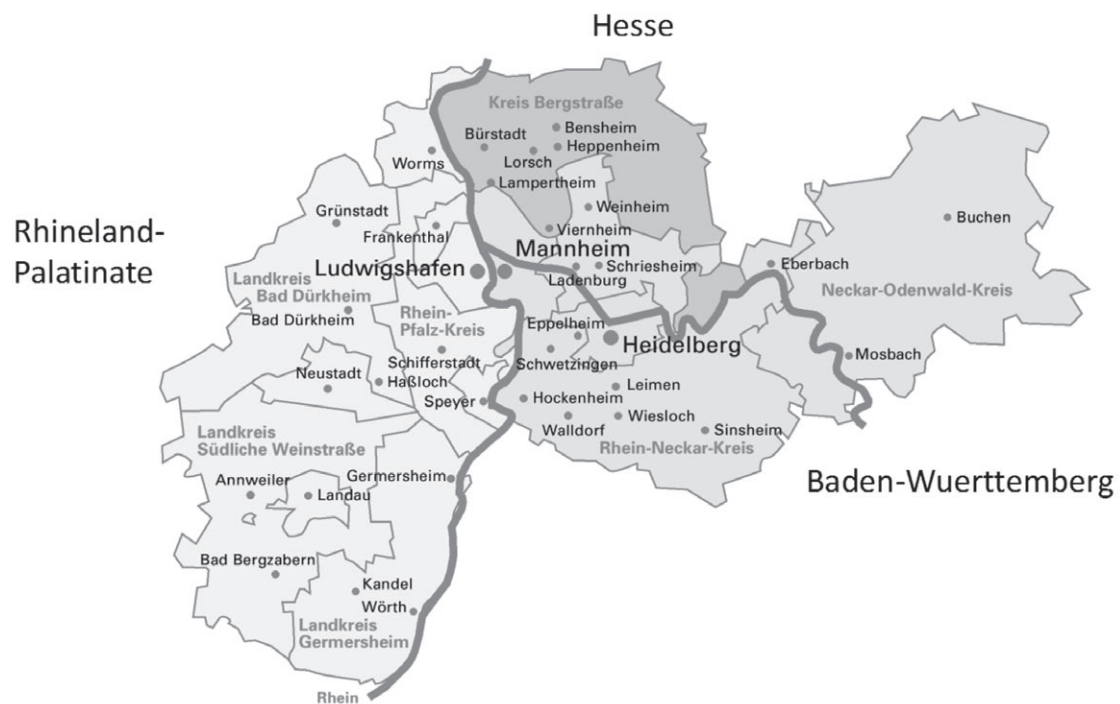 Hesse
Kreis Bergstraße
Bensheim
Bürstadt
Heppenheim
Lorsch
Worms
Lampertheim
Weinheim
Grünstadt
Buchen
Viernheim
Frankenthal
Rhineland-
Palatinate
Mannheim
Ludwigshafen
Schriesheim
Eberbach
Ladenburg
Landkreis
Bad Dürkheim
Neckar-Odenwald-Kreis
Bad Dürkheim
Rhein-
Pfalz-Kreis
Eppelheim
Heidelberg
Mosbach
Schifferstadt
Schwetzingen
Neustadt
Haßloch
Leimen
Speyer
Hockenheim
Wiesloch
Walldorf
Sinsheim
Landkreis
Südliche Weinstraße
Rhein-Neckar-Kreis
Germersheim
Annweiler
Baden-Wuerttemberg
Landau
Bad Bergzabern
Kandel
Wörth
Landkreis
Germersheim
Rhein